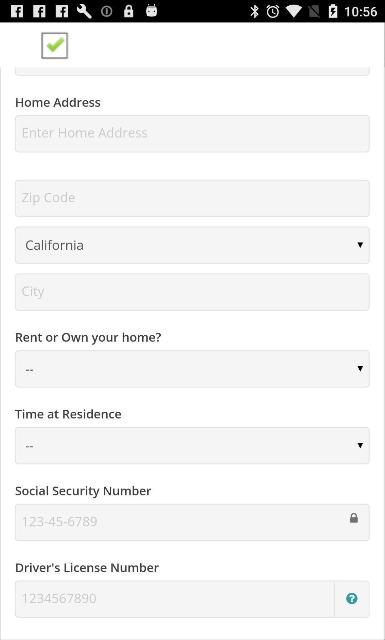 10:56
Home Address
Enter Home Address
Zip Code
California
City
Rent or Own your home?
--
Time at Residence
--
Social Security Number
123-45-6789
Driver's License Number
1234567890
?